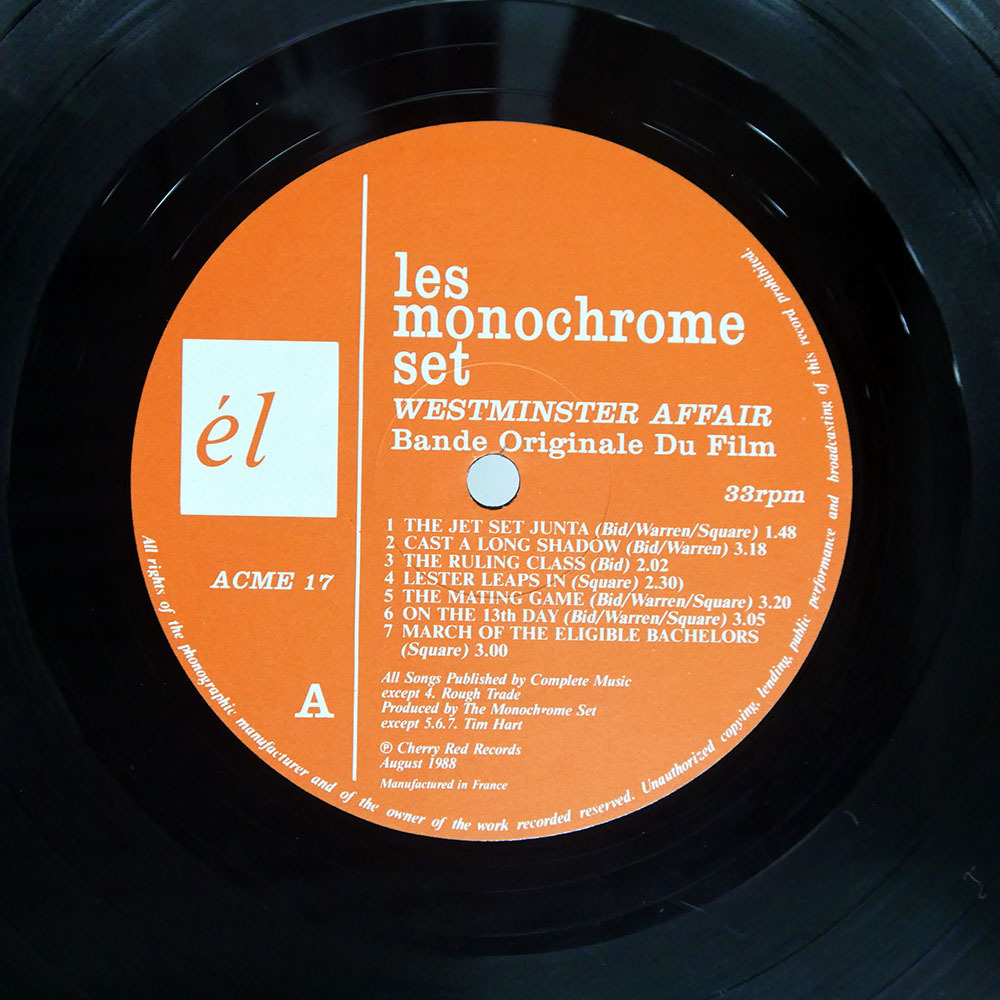 les
monochrome
set
WESTMINSTER AFFAIR
Bande Originale Du Film
él
33rpm
ACME 17
1 THE JET SET JUNTA (Bid/Warren/Square) 1.48
2 CAST A LONG SHADOW (Bid/Warren) 3.18
3 THE RULING CLASS (Bid) 2.02
4 LESTER LEAPS IN (Square) 2.30)
5 THE MATING GAME (Bid/Warren/Square) 3.20
6 ON THE 13th DAY (Bid/Warren/Square) 3.05
7 MARCH OF THE ELIGIBLE BACHELORS
(Square) 3.00
A
All Songs Published by Complete Music
except 4. Rough Trade
Produced by The Monochrome Set
except 5.6.7. Tim Hart
℗ Cherry Red Records
August 1988
Manufactured in France
All rights of the phonographic manufacturer and of the owner of the work recorded reserved. Unauthorized copying, lending, public performance and broadcasting of this record prohibited.